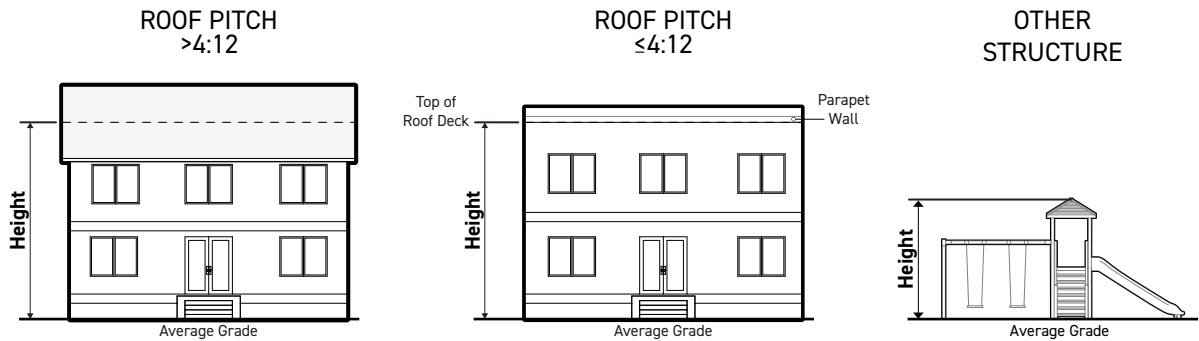 ROOF PITCH
>4:12
Height
Average Grade
ROOF PITCH
≤4:12
Top of
Roof Deck
Parapet
Wall
Height
Average Grade
OTHER
STRUCTURE
Height
Average Grade